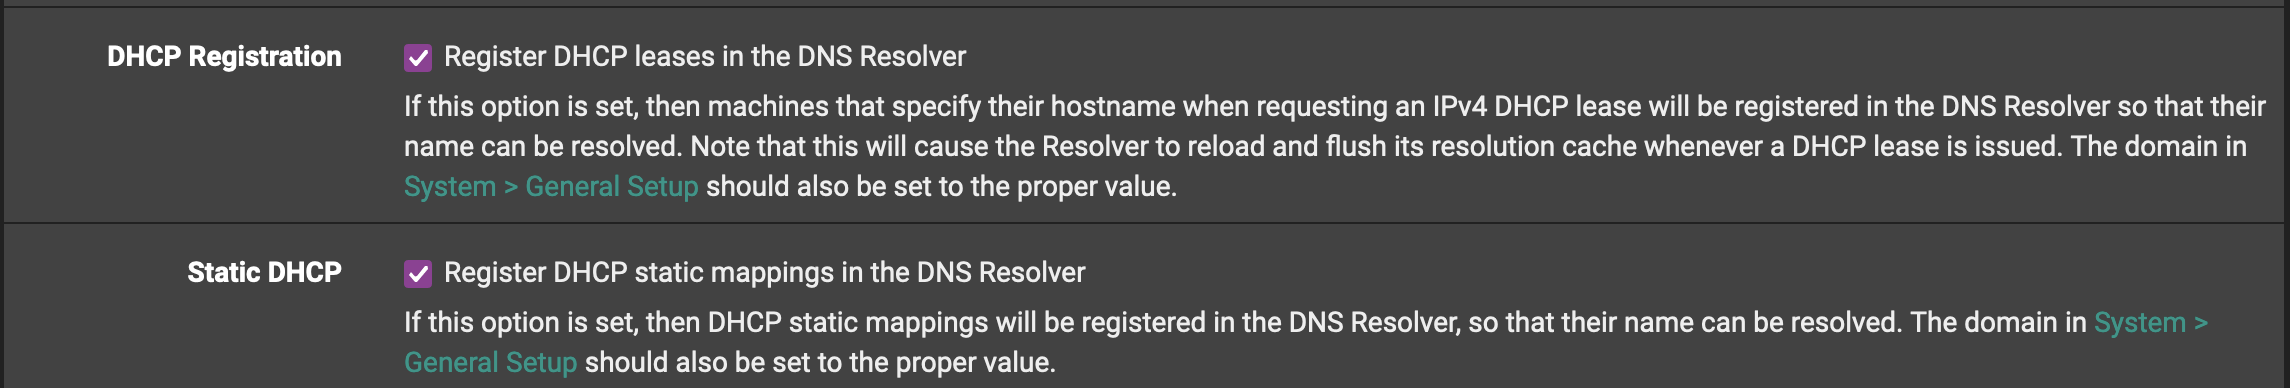 DHCP Registration Register DHCP leases in the DNS Resolver
If this option is set, then machines that specify their hostname when requesting an IPv4 DHCP lease will be registered in the DNS Resolver so that their
name can be resolved. Note that this will cause the Resolver to reload and flush its resolution cache whenever a DHCP lease is issued. The domain in
System > General Setup should also be set to the proper value.
Static DHCP Register DHCP static mappings in the DNS Resolver
If this option is set, then DHCP static mappings will be registered in the DNS Resolver, so that their name can be resolved. The domain in System >
General Setup should also be set to the proper value.